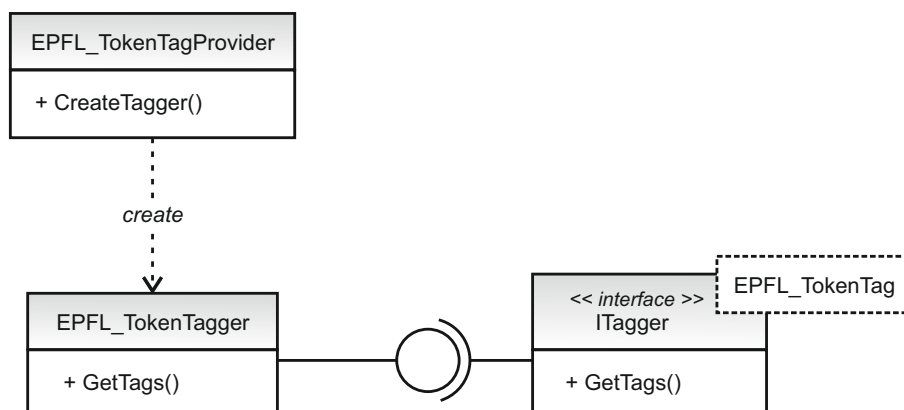 EPFL_TokenTagProvider
+ CreateTagger()
create
EPFL_TokenTagger
+ GetTags()
<< interface >>
ITagger
EPFL_TokenTag
+ GetTags()